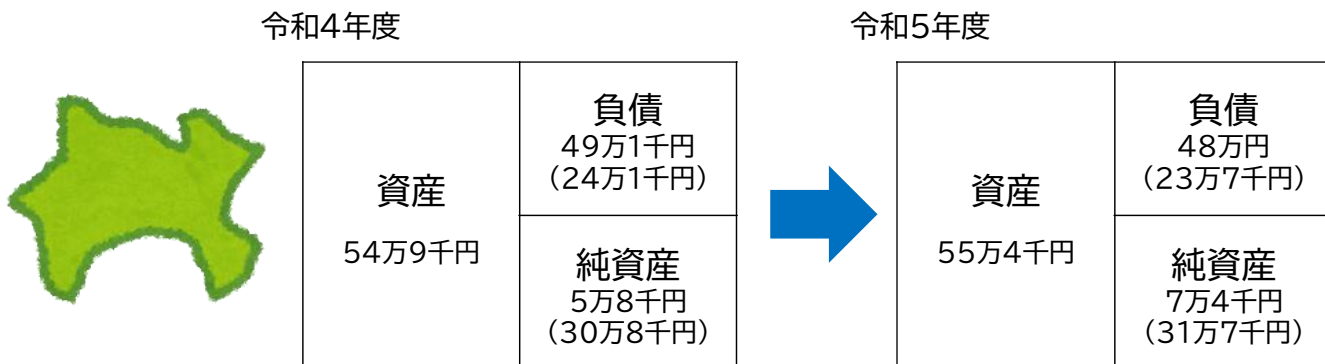 令和4年度
資産
54万9千円
負債
49万1千円
(24万1千円)
純資産
5万8千円
(30万8千円)
令和5年度
資産
55万4千円
負債
48万円
(23万7千円)
純資産
7万4千円
(31万7千円)